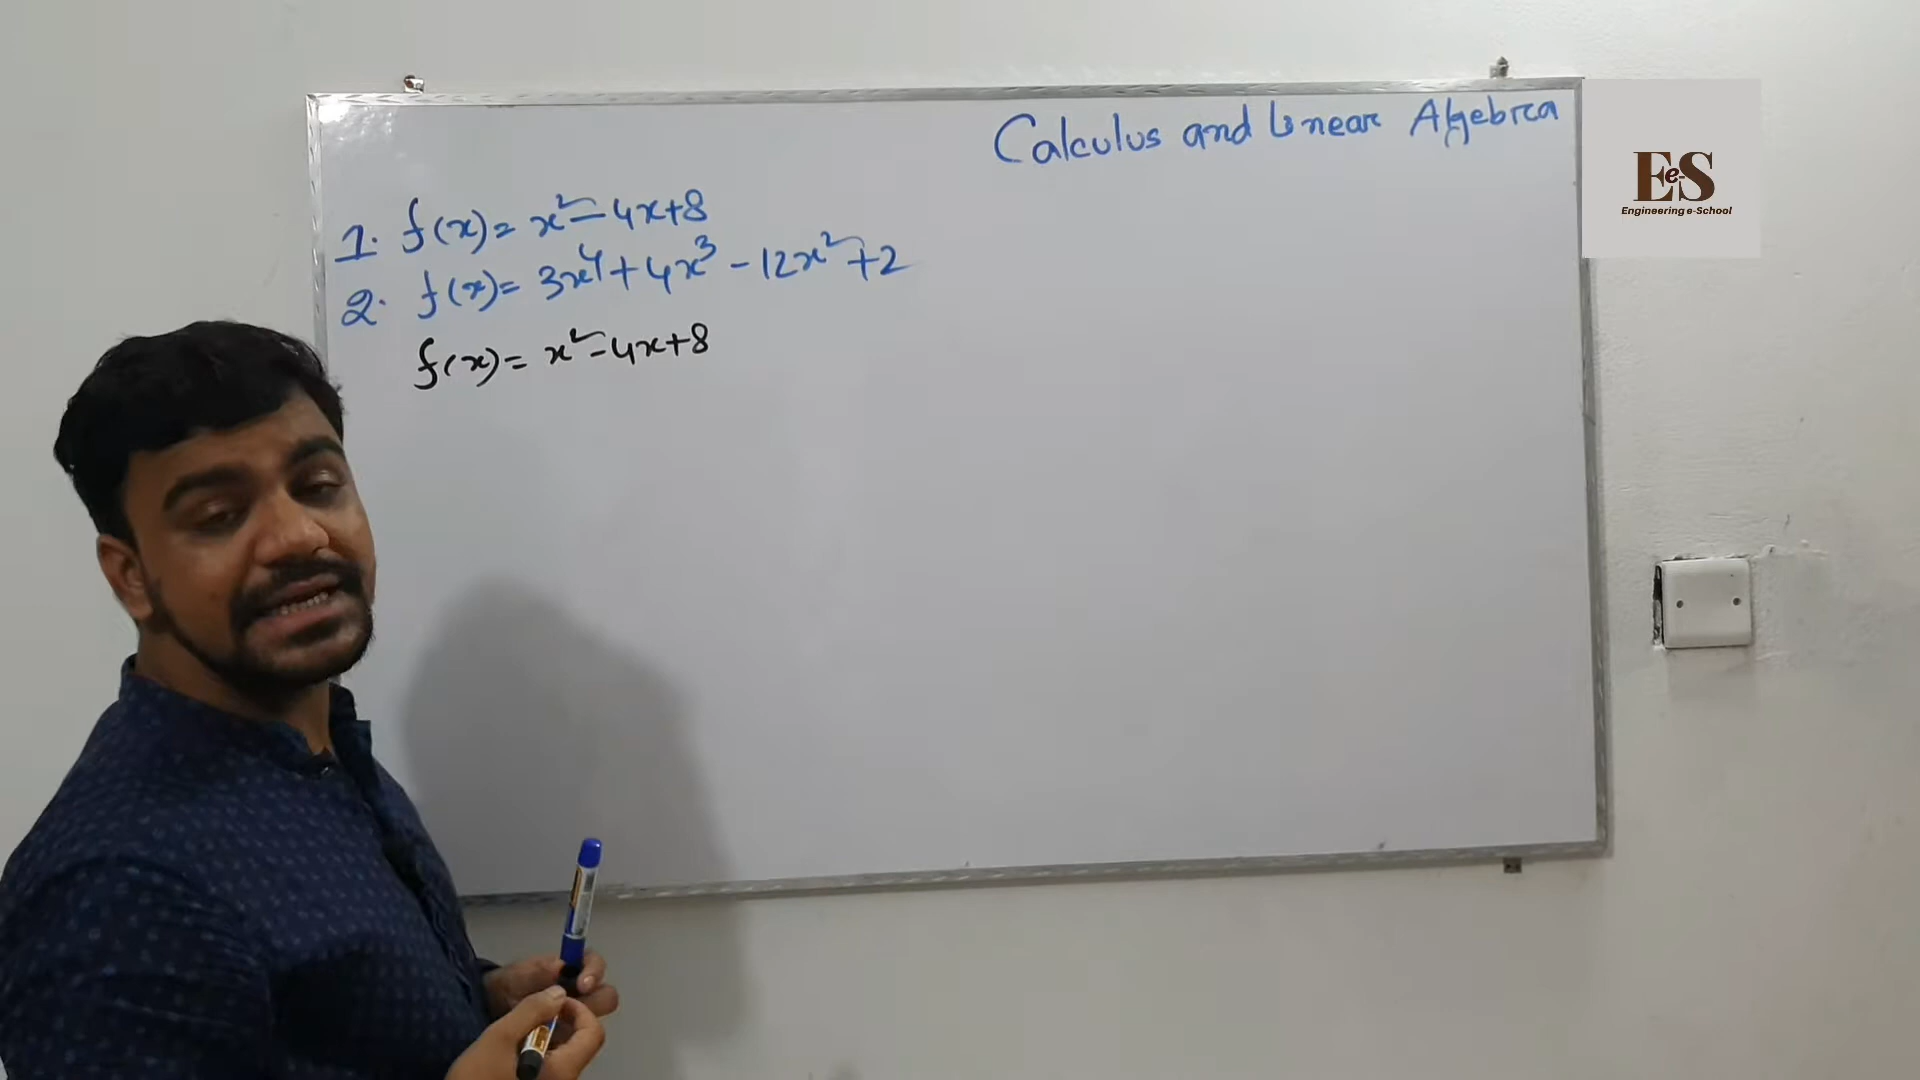 Calculus and Linear Algebra
EeS
Engineering e-School
1. f(x) = x² - 4x+8
2. f(x) = 3x⁴ + 4x³ - 12x² + 2
f(x) = x² - 4x+8